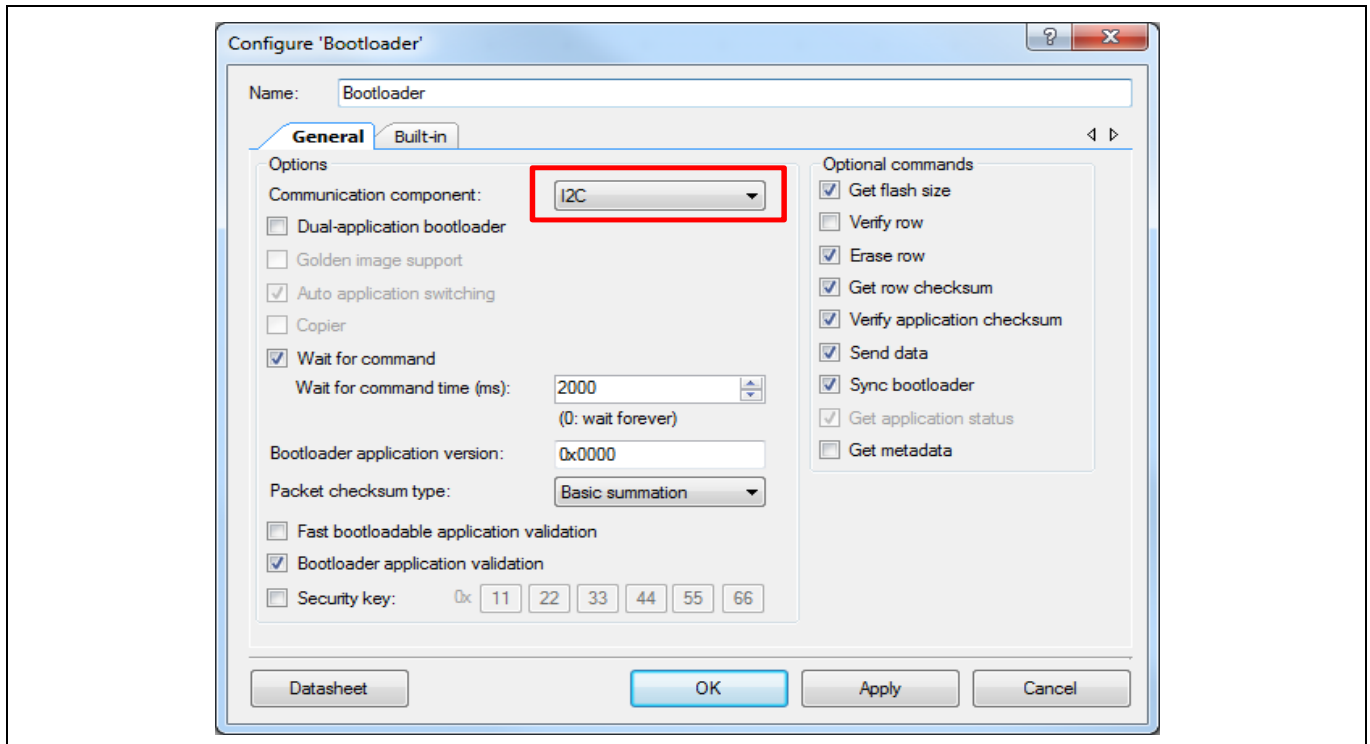 Configure 'Bootloader'
Name: Bootloader
General Built-in
Options
Communication component: I2C
Dual-application bootloader
Golden image support
Auto application switching
Copier
Wait for command
Wait for command time (ms): 2000
(0: wait forever)
Bootloader application version: 0x0000
Packet checksum type: Basic summation
Fast bootloadable application validation
Bootloader application validation
Security key: 0x 11 22 33 44 55 66
Optional commands
Get flash size
Verify row
Erase row
Get row checksum
Verify application checksum
Send data
Sync bootloader
Get application status
Get metadata
Datasheet OK Apply Cancel